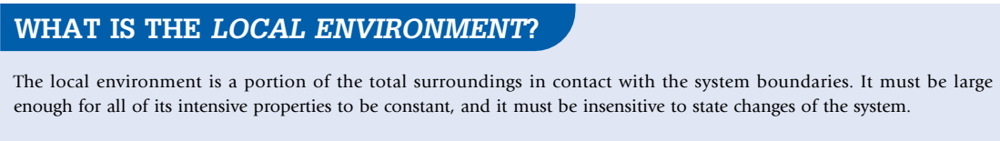 WHAT IS THE LOCAL ENVIRONMENT?
The local environment is a portion of the total surroundings in contact with the system boundaries. It must be large
enough for all of its intensive properties to be constant, and it must be insensitive to state changes of the system.